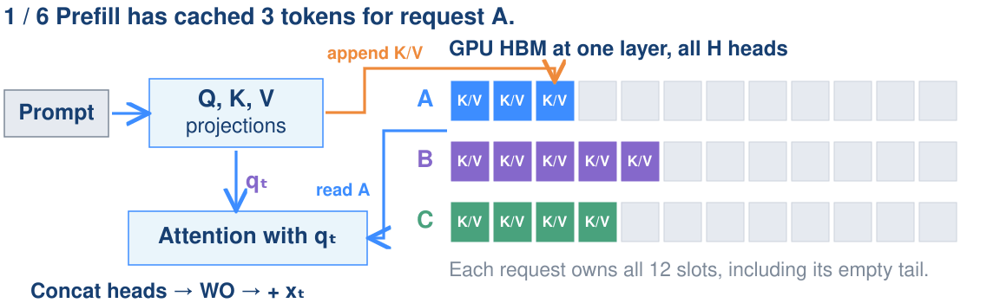 1 / 6 Prefill has cached 3 tokens for request A.
GPU HBM at one layer, all H heads
append K/V
Prompt
Q, K, V
projections
A K/V K/V K/V
B K/V K/V K/V K/V K/V
qₜ
read A
C K/V K/V K/V K/V
Attention with qₜ
Each request owns all 12 slots, including its empty tail.
Concat heads → WO → + xₜ